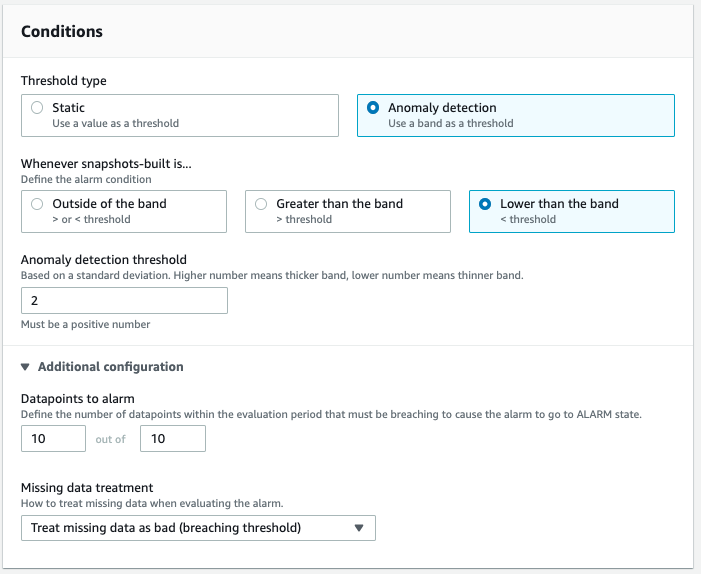 Conditions
Threshold type
Static
Use a value as a threshold
Anomaly detection
Use a band as a threshold
Whenever snapshots-built is...
Define the alarm condition
Outside of the band
> or < threshold
Greater than the band
> threshold
Lower than the band
< threshold
Anomaly detection threshold
Based on a standard deviation. Higher number means thicker band, lower number means thinner band.
2
Must be a positive number
Additional configuration
Datapoints to alarm
Define the number of datapoints within the evaluation period that must be breaching to cause the alarm to go to ALARM state.
10 out of 10
Missing data treatment
How to treat missing data when evaluating the alarm.
Treat missing data as bad (breaching threshold)